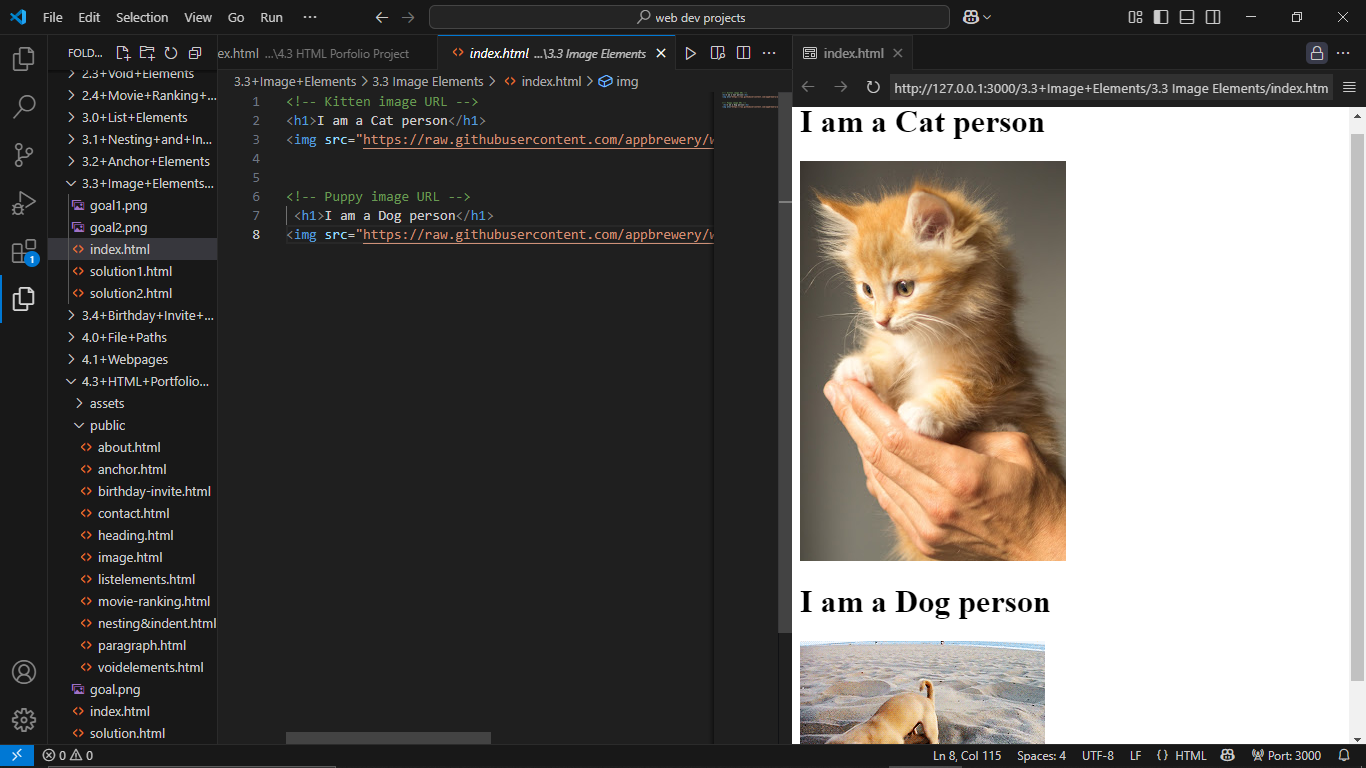 File Edit Selection View Go Run ··· web dev projects
FOLD...
2.3+Void+Elements
2.4+Movie+Ranking+...
3.0+List+Elements
3.1+Nesting+and+In...
3.2+Anchor+Elements
3.3+Image+Elements...
goal1.png
goal2.png
index.html
solution1.html
solution2.html
3.4+Birthday+Invite+...
4.0+File+Paths
4.1+Webpages
4.3+HTML+Portfolio...
assets
public
about.html
anchor.html
birthday-invite.html
contact.html
heading.html
image.html
listelements.html
movie-ranking.html
nesting&indent.html
paragraph.html
voidelements.html
goal.png
index.html
solution.html
1
ex.html ...\4.3 HTML Porfolio Project
index.html ...\3.3 Image Elements
3.3+Image+Elements > 3.3 Image Elements > index.html > img
1 <!-- Kitten image URL -->
2 <h1>I am a Cat person</h1>
3 <img src="https://raw.githubusercontent.com/appbrewery/w
4
5
6 <!-- Puppy image URL -->
7 <h1>I am a Dog person</h1>
8 <img src="https://raw.githubusercontent.com/appbrewery/w
index.html
http://127.0.0.1:3000/3.3+Image+Elements/3.3 Image Elements/index.htm
I am a Cat person
I am a Dog person
0 0 Ln 8, Col 115 Spaces: 4 UTF-8 LF {} HTML Port: 3000